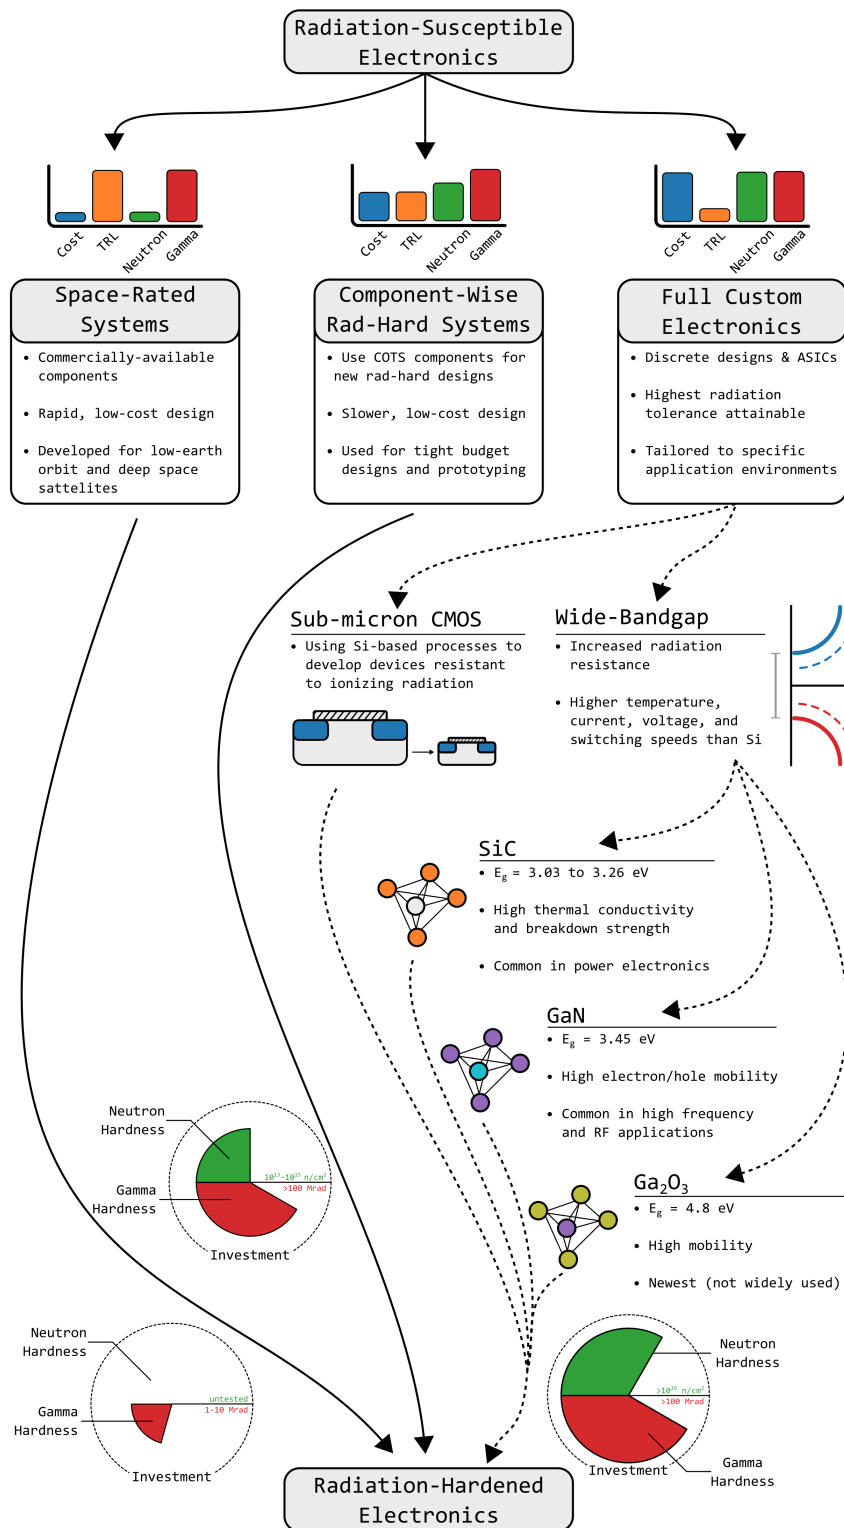 Radiation-Susceptible
Electronics
Cost
TRL
Neutron
Gamma
Cost
TRL
Neutron
Gamma
Cost
TRL
Neutron
Gamma
Space-Rated
Systems
• Commercially-available
components
• Rapid, low-cost design
• Developed for low-earth
orbit and deep space
sattelites
Component-Wise
Rad-Hard Systems
• Use COTS components for
new rad-hard designs
• Slower, low-cost design
• Used for tight budget
designs and prototyping
Full Custom
Electronics
• Discrete designs & ASICs
• Highest radiation
tolerance attainable
• Tailored to specific
application environments
Sub-micron CMOS
• Using Si-based processes to
develop devices resistant
to ionizing radiation
Wide-Bandgap
• Increased radiation
resistance
• Higher temperature,
current, voltage, and
switching speeds than Si
SiC
• Eg = 3.03 to 3.26 eV
• High thermal conductivity
and breakdown strength
• Common in power electronics
GaN
• Eg = 3.45 eV
• High electron/hole mobility
• Common in high frequency
and RF applications
Ga₂O₃
• Eg = 4.8 eV
• High mobility
• Newest (not widely used)
Neutron
Hardness
Gamma
Hardness
10¹³-10¹⁵ n/cm²
>100 Mrad
Investment
Neutron
Hardness
Gamma
Hardness
untested
1-10 Mrad
Investment
Neutron
Hardness
>10¹⁶ n/cm²
>100 Mrad
Gamma
Hardness
Investment
Radiation-Hardened
Electronics